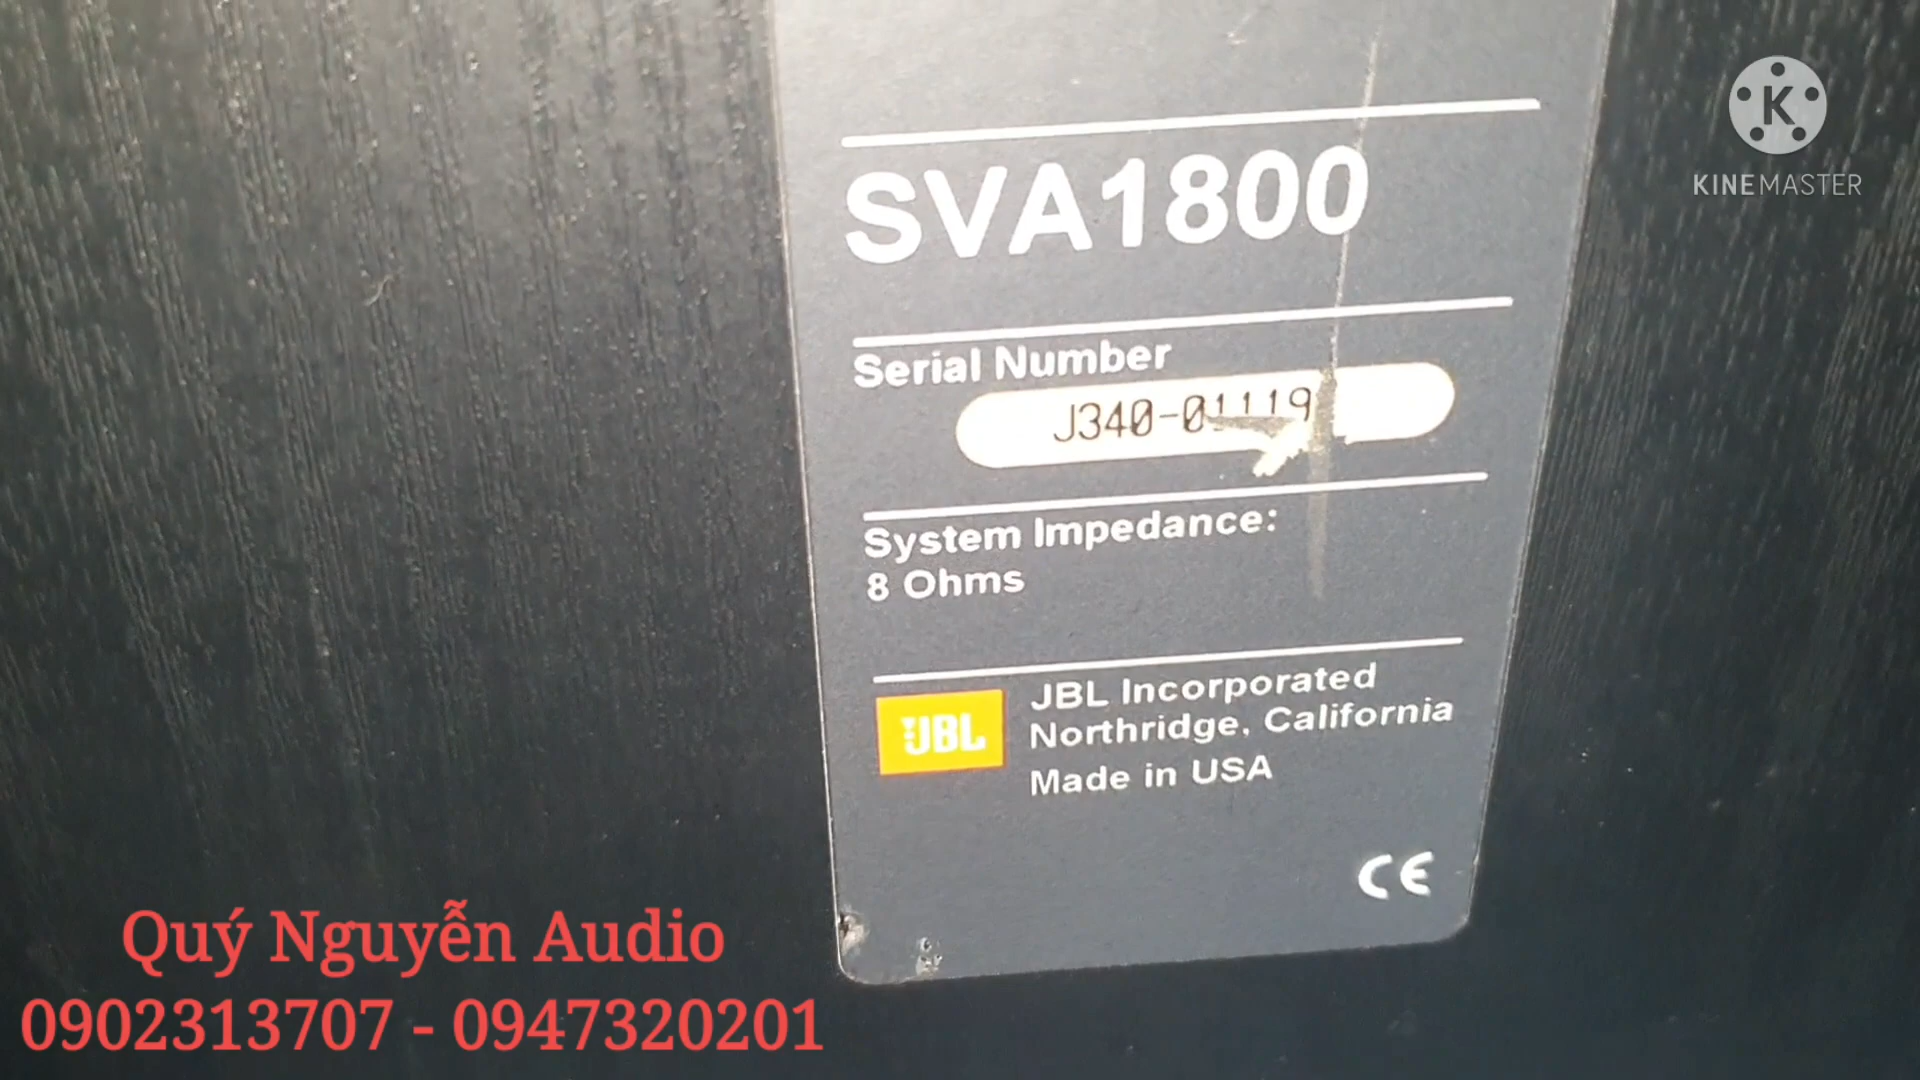 K
KINEMASTER
SVA1800
Serial Number
J340-01119
System Impedance:
8 Ohms
JBL
JBL Incorporated
Northridge, California
Made in USA
CE
Quý Nguyễn Audio
0902313707 - 0947320201